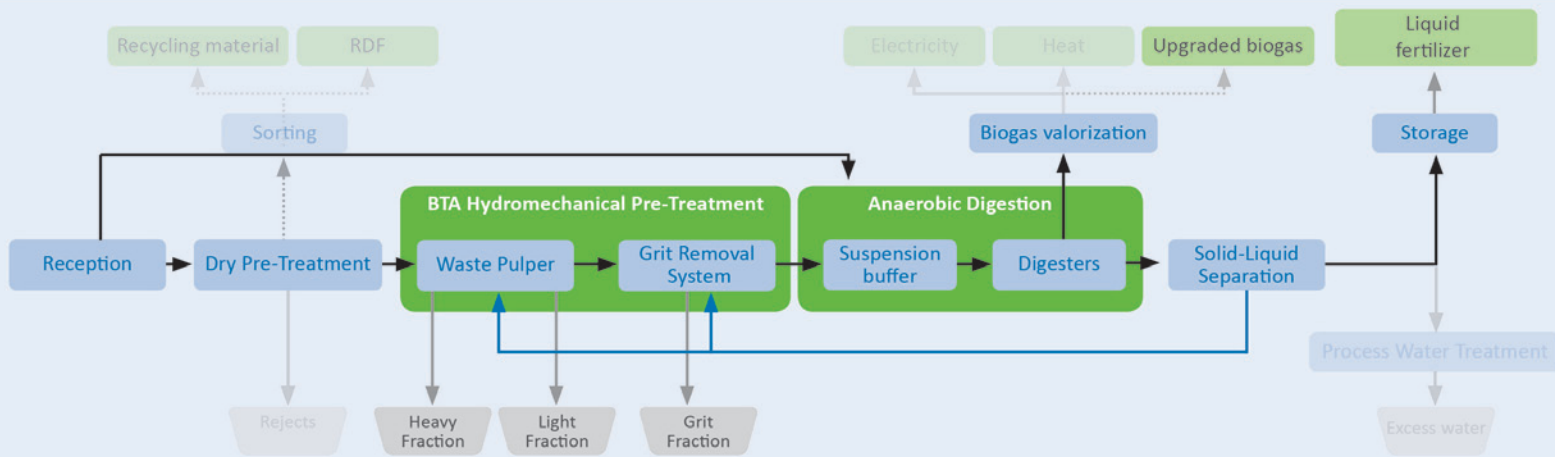 Recycling material
RDF
Electricity
Heat
Upgraded biogas
Liquid
fertilizer
Sorting
Biogas valorization
Storage
BTA Hydromechanical Pre-Treatment
Anaerobic Digestion
Reception
Dry Pre-Treatment
Waste Pulper
Grit Removal
System
Suspension
buffer
Digesters
Solid-Liquid
Separation
Process Water Treatment
Rejects
Heavy
Fraction
Light
Fraction
Grit
Fraction
Excess water